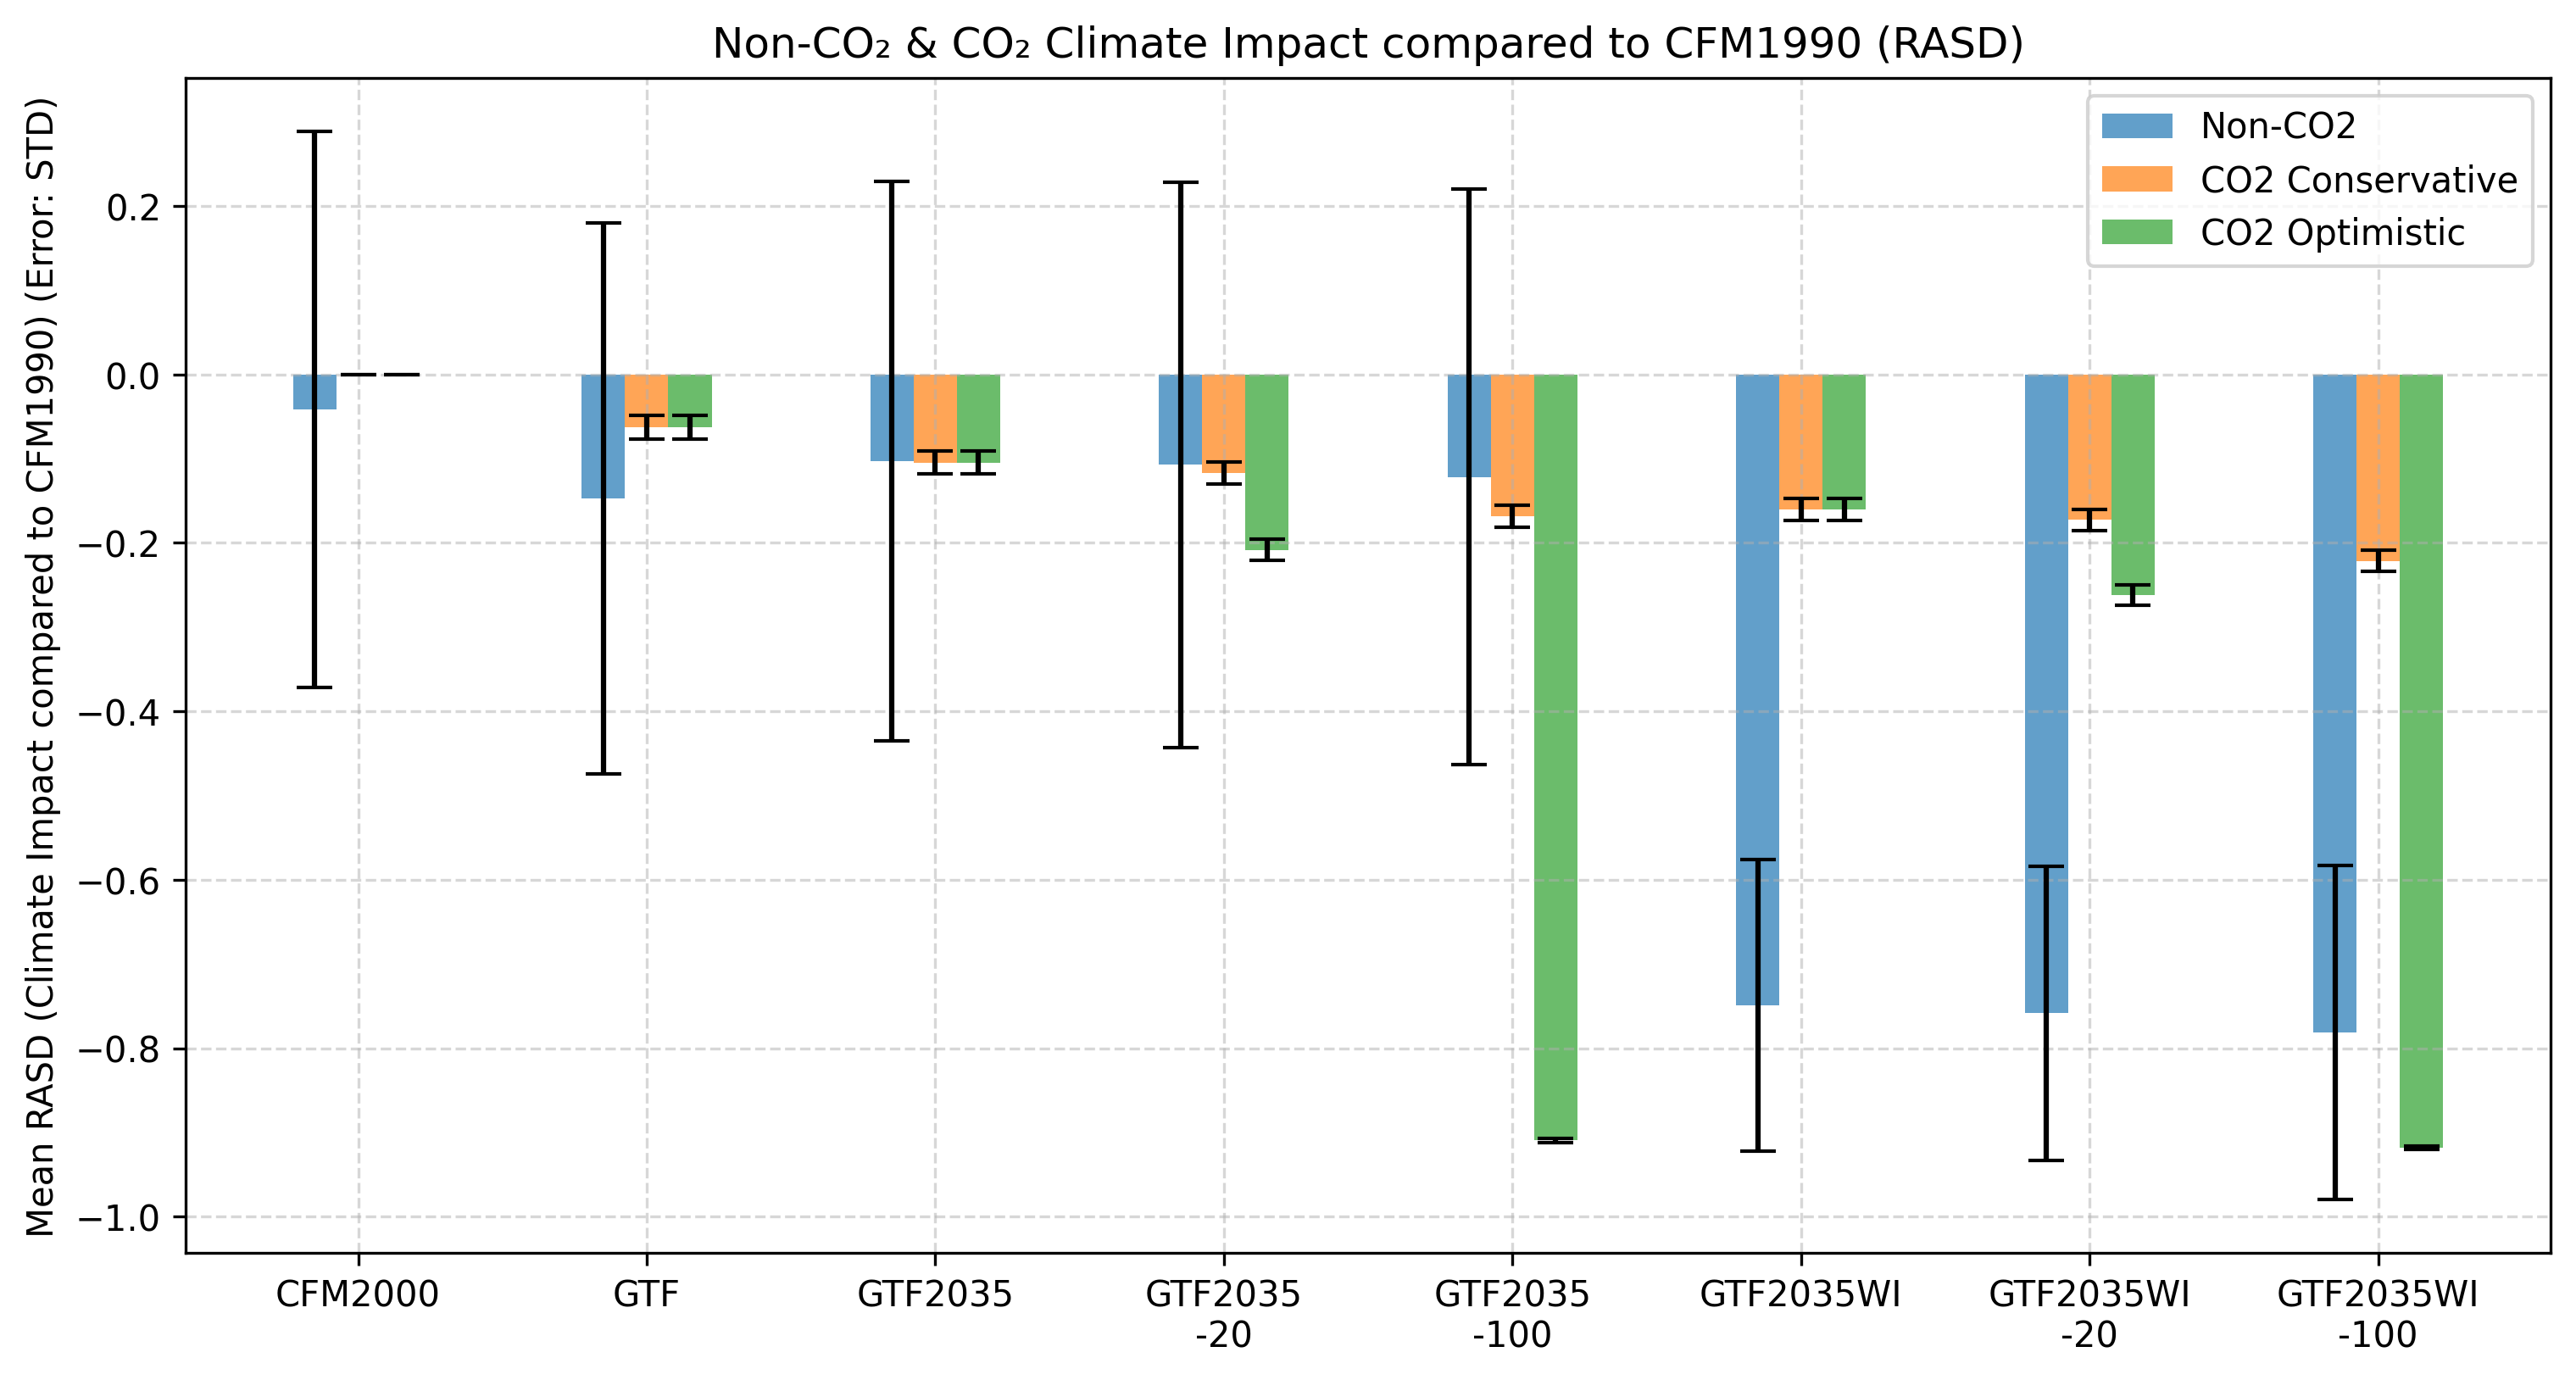 Non-CO₂ & CO₂ Climate Impact compared to CFM1990 (RASD)
Mean RASD (Climate Impact compared to CFM1990) (Error: STD)
0.2
0.0
−0.2
−0.4
−0.6
−0.8
−1.0
Non-CO2
CO2 Conservative
CO2 Optimistic
CFM2000
GTF
GTF2035
GTF2035
-20
GTF2035
-100
GTF2035WI
GTF2035WI
-20
GTF2035WI
-100